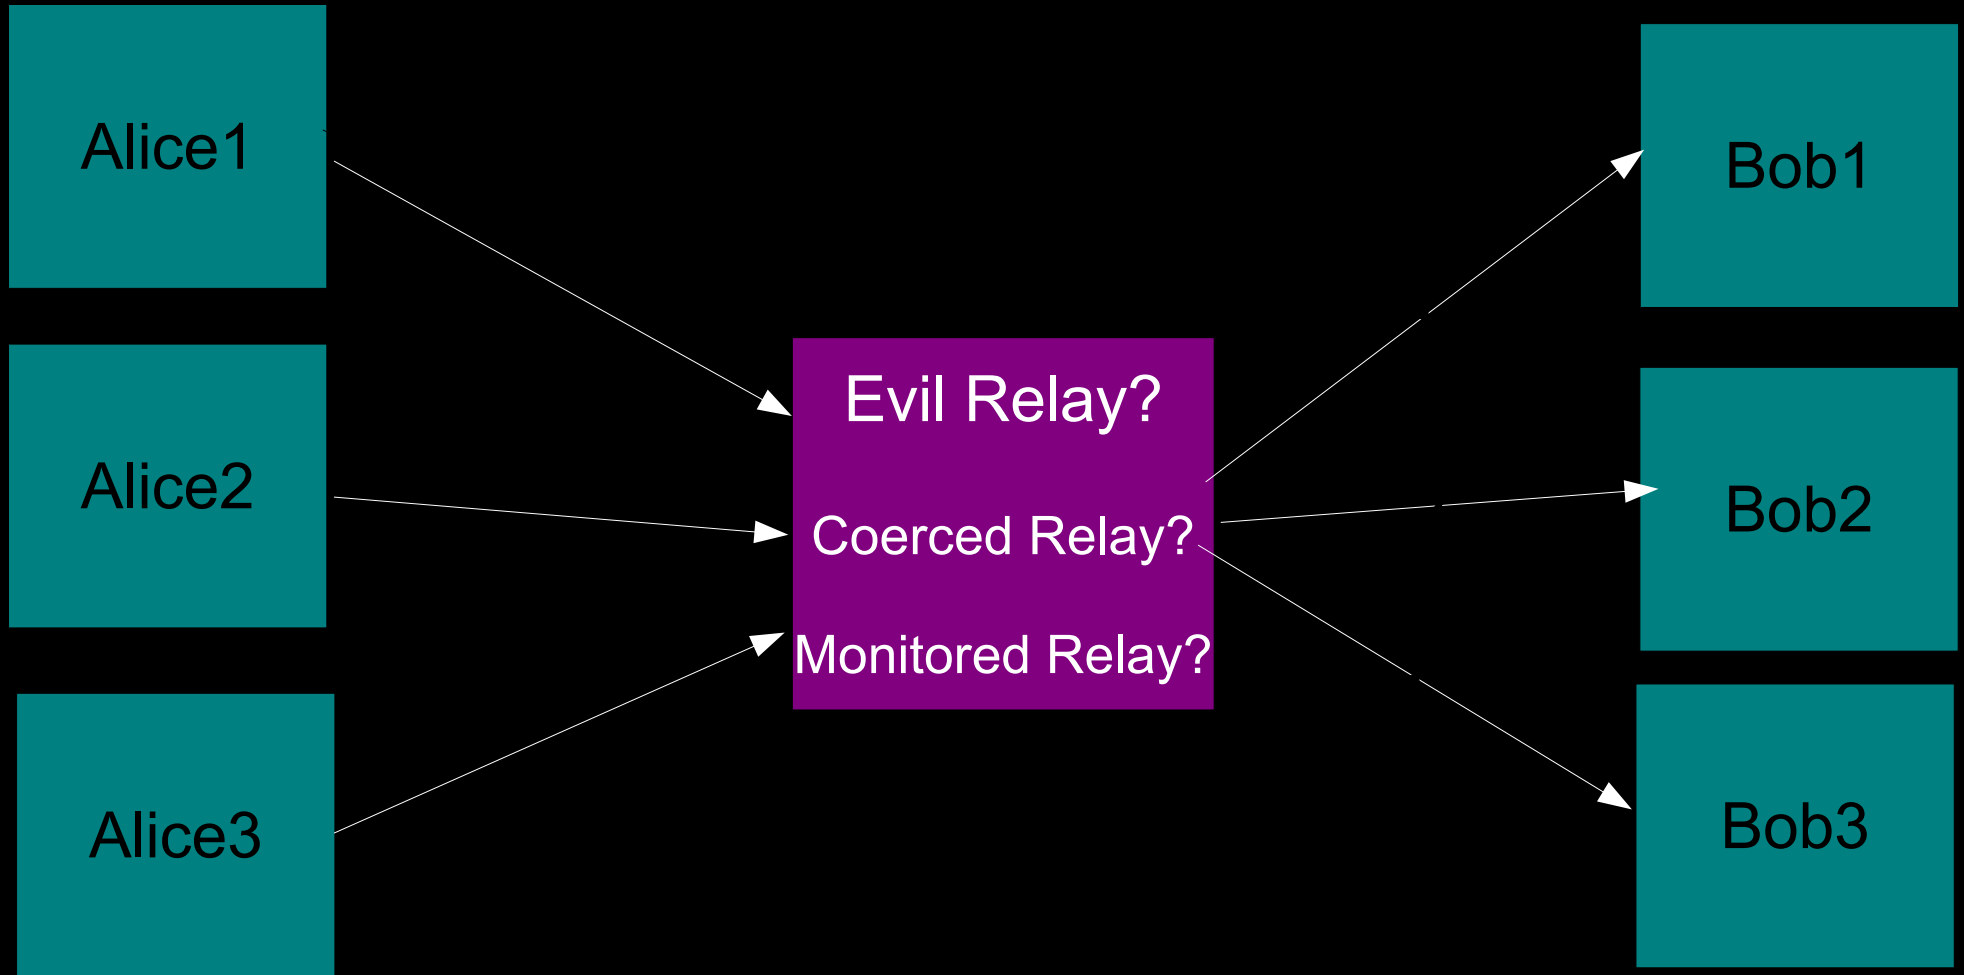 Alice1
Alice2
Alice3
Evil Relay?
Coerced Relay?
Monitored Relay?
Bob1
Bob2
Bob3